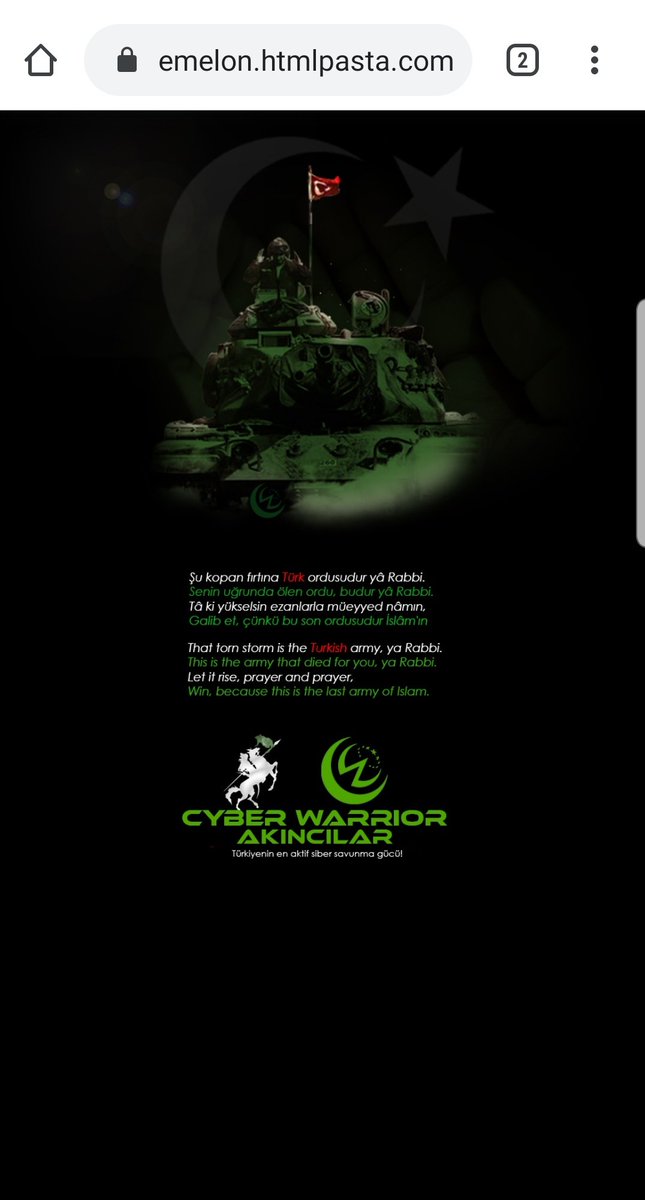 emelon.htmlpasta.com
2
Şu kopan fırtına Türk ordusudur yâ Rabbi.
Senin uğrunda ölen ordu, budur yâ Rabbi.
Tâ ki yükselsin ezanlarla müeyyed nâmın,
Galib et, çünkü bu son ordusudur İslâm'ın
That torn storm is the Turkish army, ya Rabbi.
This is the army that died for you, ya Rabbi.
Let it rise, prayer and prayer,
Win, because this is the last army of Islam.
CYBER WARRIOR
AKINCILAR
Türkiyenin en aktif siber savunma gücü!